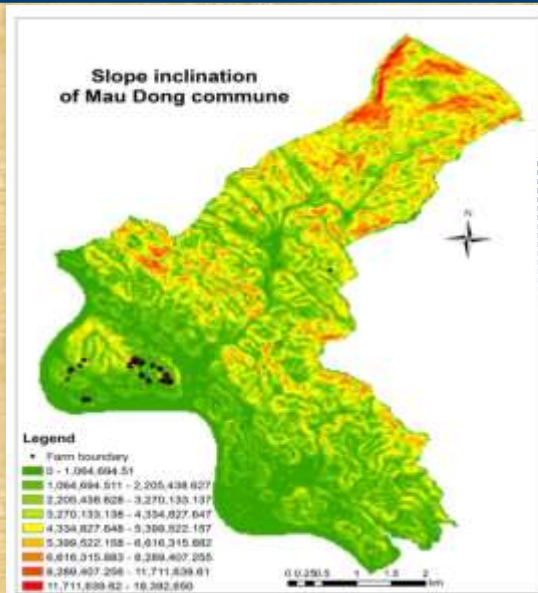 Slope inclination
of Mau Dong commune
N
Legend
Farm boundary
0 - 1,064,694.51
1,064,694.511 - 2,205,438.627
2,205,438.628 - 3,270,133.137
3,270,133.138 - 4,334,827.647
4,334,827.648 - 5,399,522.157
5,399,522.158 - 6,616,315.882
6,616,315.883 - 8,289,407.255
8,289,407.256 - 11,711,639.61
11,711,639.62 - 19,392,650
0 0.25 0.5 1 1.5 2
km